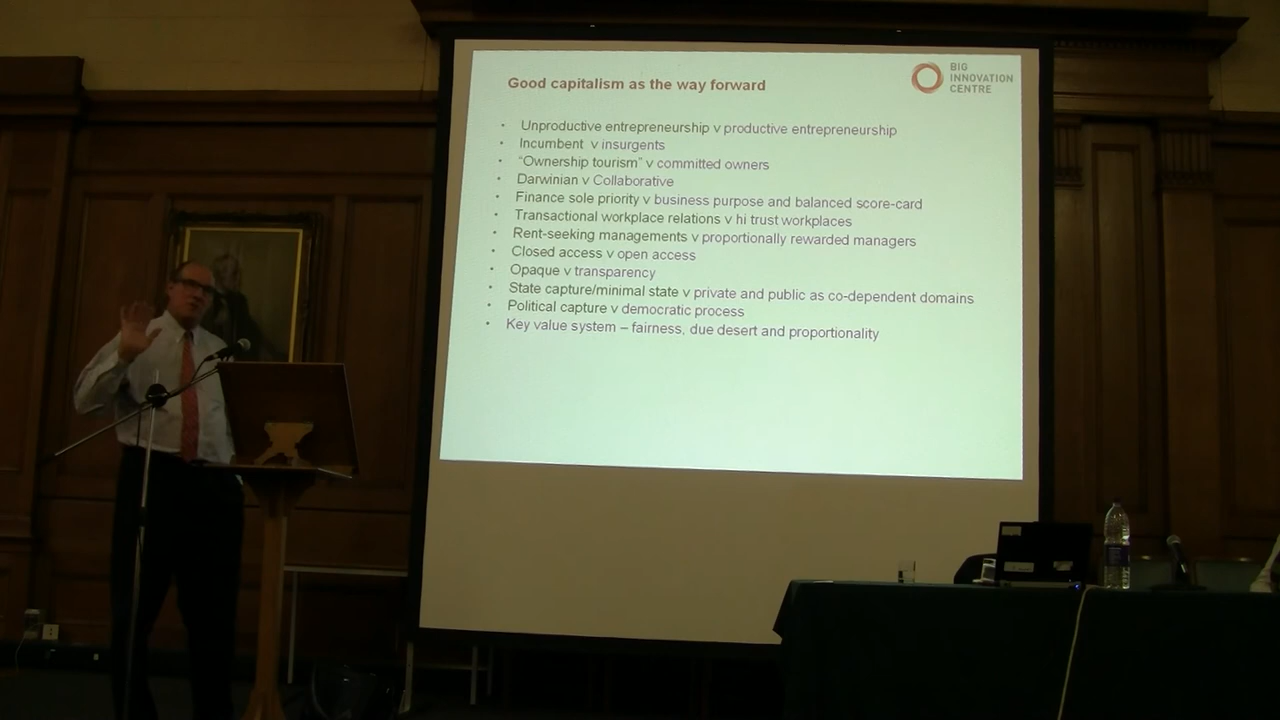 Good capitalism as the way forward
BIG
INNOVATION
CENTRE
• Unproductive entrepreneurship v productive entrepreneurship
• Incumbent v insurgents
• “Ownership tourism” v committed owners
• Darwinian v Collaborative
• Finance sole priority v business purpose and balanced score-card
• Transactional workplace relations v hi trust workplaces
• Rent-seeking managements v proportionally rewarded managers
• Closed access v open access
• Opaque v transparency
• State capture/minimal state v private and public as co-dependent domains
• Political capture v democratic process
• Key value system – fairness, due desert and proportionality